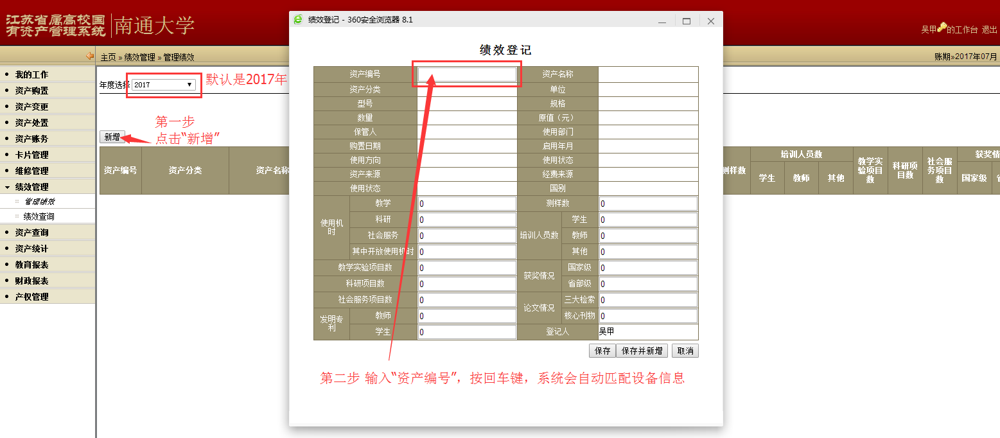 江苏省属高校国
有资产管理系统
南通大学
吴甲的工作台 退出
主页 » 绩效管理 » 管理绩效
账期»2017年07月
我的工作
资产购置
资产变更
资产处置
资产账务
卡片管理
维修管理
绩效管理
管理绩效
绩效查询
资产查询
资产统计
教育报表
财政报表
产权管理
年度选择 2017
默认是2017年
第一步
点击“新增”
新增
资产编号 资产分类 资产名称
测样数
培训人员数
学生 教师 其他
教学实
验项目
数
科研项
目数
社会服
务项目
数
获奖情
国家级
绩效登记 - 360安全浏览器 8.1
绩效登记
资产编号 资产名称
资产分类 单位
型号 规格
数量 原值（元）
保管人 使用部门
购置日期 启用年月
使用方向 使用状态
资产来源 经费来源
使用状态 国别
使用机
时
教学 0 测样数 0
科研 0
社会服务 0
其中开放使用机时 0
培训人员数
学生 0
教师 0
其他 0
教学实验项目数 0
科研项目数 0
获奖情况
国家级 0
省部级 0
社会服务项目数 0
论文情况
三大检索 0
核心刊物 0
发明专
利
教师 0
学生 0
登记人 吴甲
保存 保存并新增 取消
第二步 输入“资产编号”，按回车键，系统会自动匹配设备信息